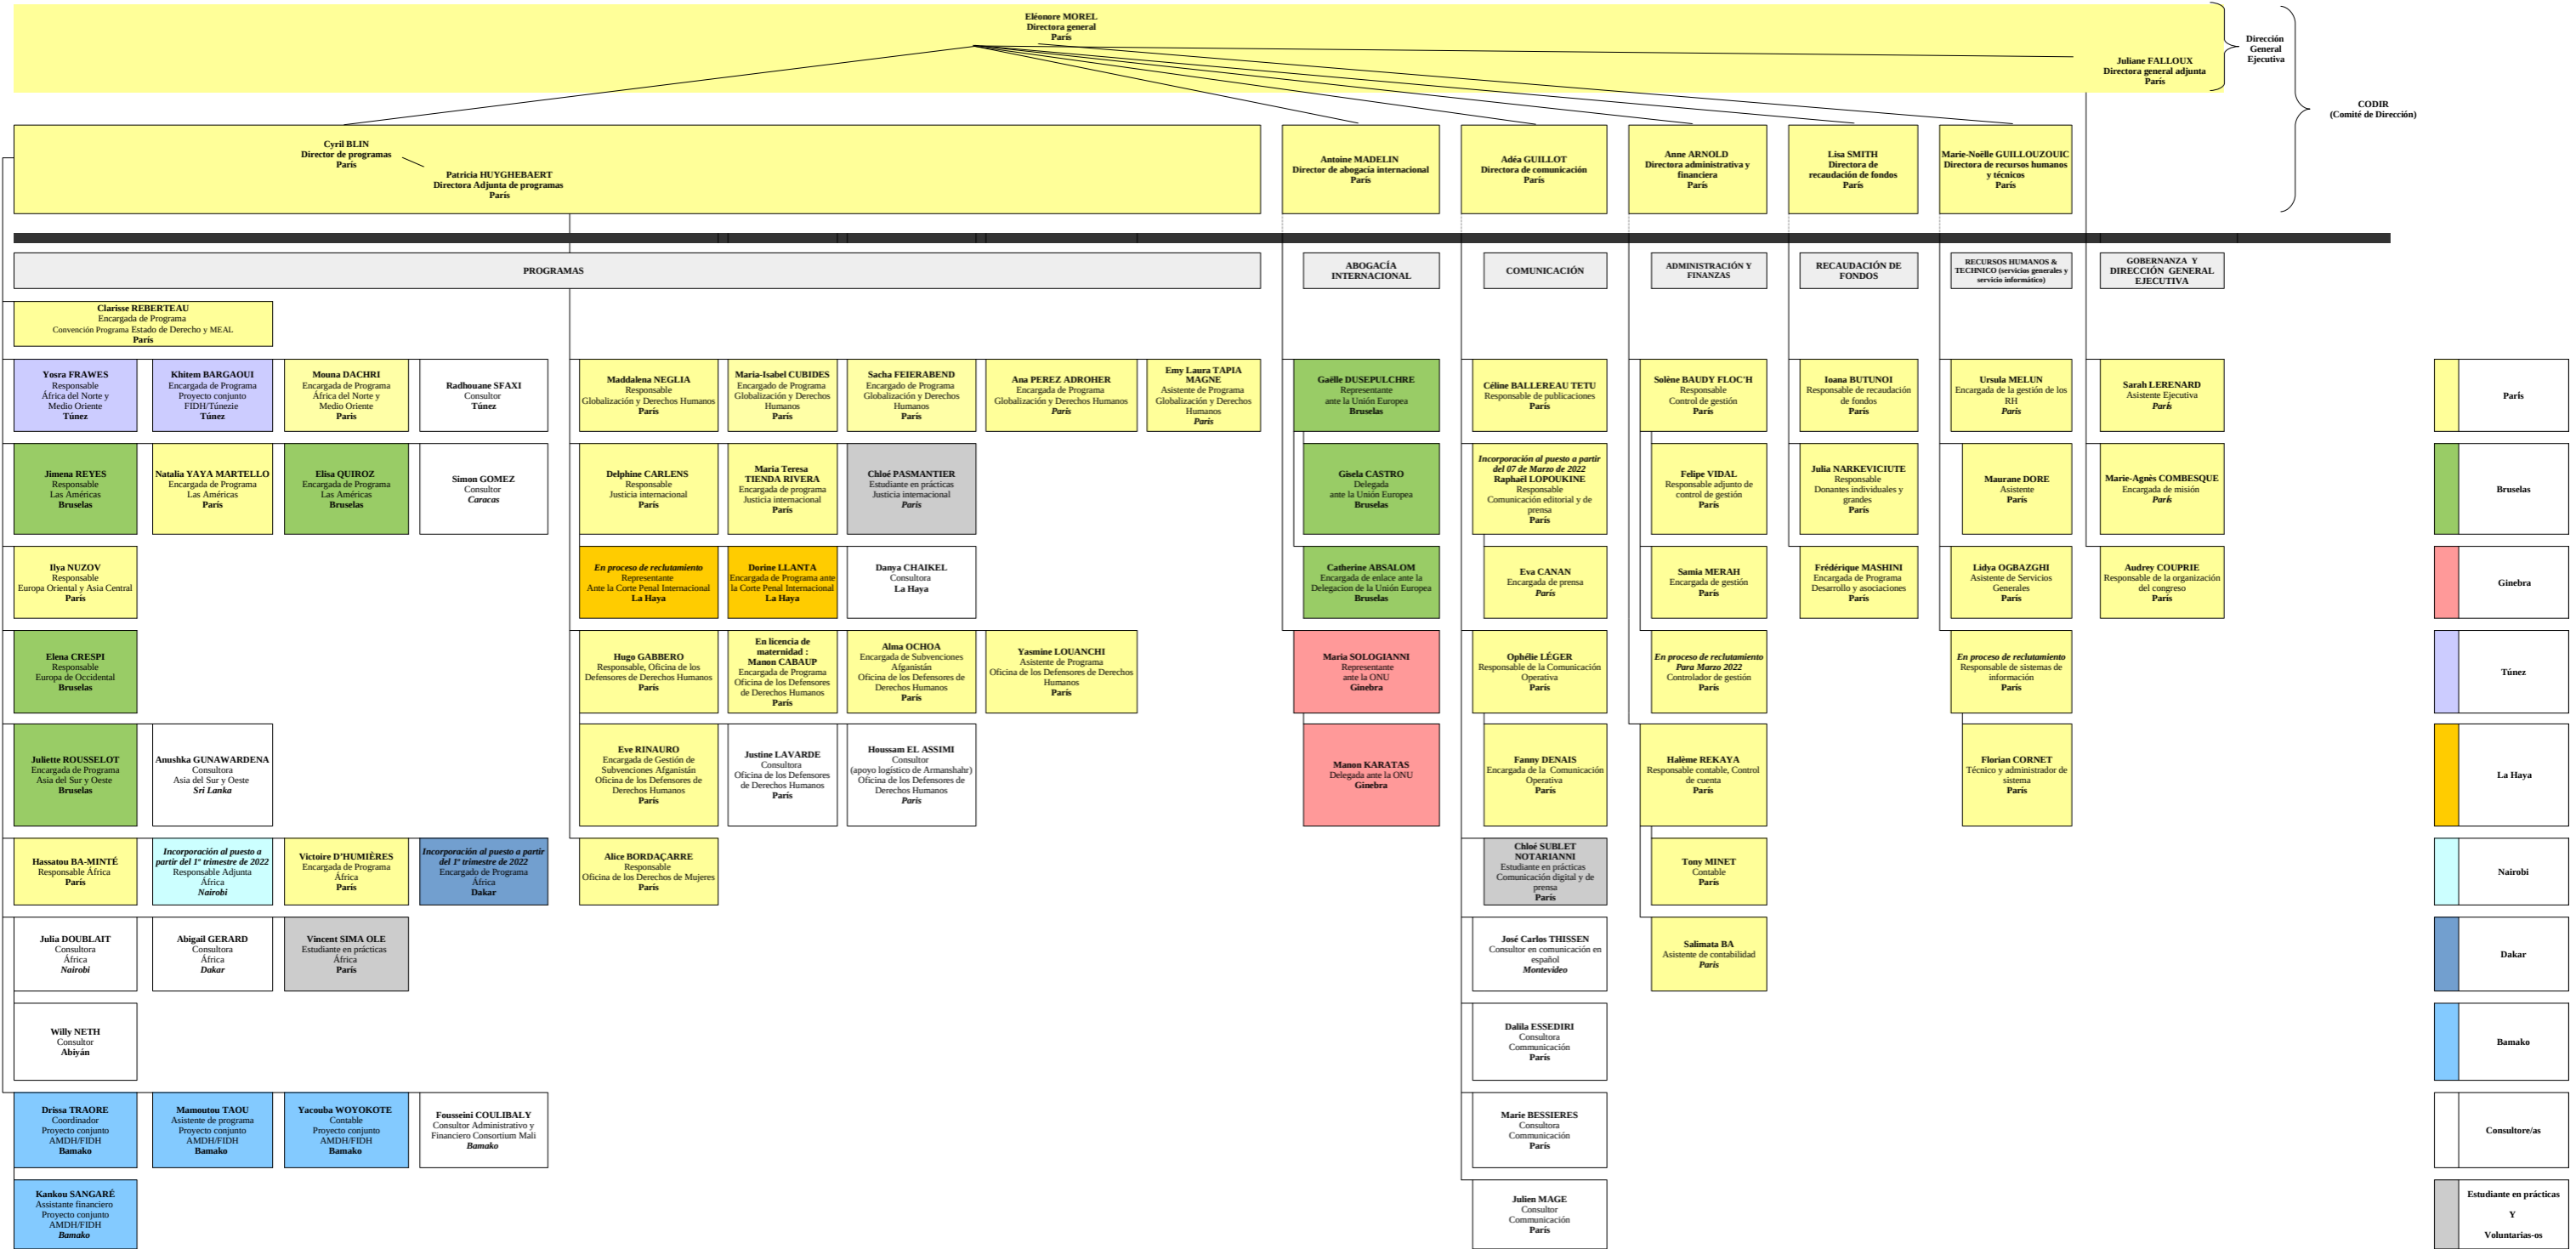 Eléonore MOREL
Directora general
París
Juliane FALLOUX
Directora general adjunta
París
Dirección
General
Ejecutiva
CODIR
(Comité de Dirección)
Cyril BLIN
Director de programas
París
Patricia HUYGHEBAERT
Directora Adjunta de programas
París
Antoine MADELIN
Director de abogacía internacional
París
Adéa GUILLOT
Directora de comunicación
París
Anne ARNOLD
Directora administrativa y
financiera
París
Lisa SMITH
Directora de
recaudación de fondos
París
Marie-Noëlle GUILLOUZOUIC
Directora de recursos humanos
y técnicos
París
PROGRAMAS
ABOGACÍA
INTERNACIONAL
COMUNICACIÓN
ADMINISTRACIÓN Y
FINANZAS
RECAUDACIÓN DE
FONDOS
RECURSOS HUMANOS &
TECHNICO (servicios generales y
servicio informático)
GOBERNANZA Y
DIRECCIÓN GENERAL
EJECUTIVA
Clarisse REBERTEAU
Encargada de Programa
Convención Programa Estado de Derecho y MEAL
París
Yosra FRAWES
Responsable
África del Norte y
Medio Oriente
Túnez
Khitem BARGAOUI
Encargada de Programa
Proyecto conjunto
FIDH/Túnezie
Túnez
Mouna DACHRI
Encargada de Programa
África del Norte y
Medio Oriente
París
Radhouane SFAXI
Consultor
Túnez
Maddalena NEGLIA
Responsable
Globalización y Derechos Humanos
París
Maria-Isabel CUBIDES
Encargado de Programa
Globalización y Derechos
Humanos
París
Sacha FEIERABEND
Encargado de Programa
Globalización y Derechos
Humanos
París
Ana PEREZ ADROHER
Encargada de Programa
Globalización y Derechos Humanos
Paris
Emy Laura TAPIA
MAGNE
Asistente de Programa
Globalización y Derechos
Humanos
Paris
Gaëlle DUSEPULCHRE
Representante
ante la Unión Europea
Bruselas
Céline BALLEREAU TETU
Responsable de publicaciones
París
Solène BAUDY FLOC'H
Responsable
Control de gestión
París
Ioana BUTUNOI
Responsable de recaudación
de fondos
París
Ursula MELUN
Encargada de la gestión de los
RH
París
Sarah LERENARD
Asistente Ejecutiva
París
París
Jimena REYES
Responsable
Las Américas
Bruselas
Natalia YAYA MARTELLO
Encargada de Programa
Las Américas
París
Elisa QUIROZ
Encargada de Programa
Las Américas
Bruselas
Simon GOMEZ
Consultor
Caracas
Delphine CARLENS
Responsable
Justicia internacional
París
Maria Teresa
TIENDA RIVERA
Encargada de programa
Justicia internacional
París
Chloé PASMANTIER
Estudiante en prácticas
Justicia internacional
Paris
Gisela CASTRO
Delegada
ante la Unión Europea
Bruselas
Incorporación al puesto a partir
del 07 de Marzo de 2022
Raphaël LOPOUKINE
Responsable
Comunicación editorial y de
prensa
París
Felipe VIDAL
Responsable adjunto de
control de gestión
París
Julia NARKEVICIUTE
Responsable
Donantes individuales y
grandes
París
Maurane DORE
Asistente
París
Marie-Agnès COMBESQUE
Encargada de misión
París
Bruselas
Ilya NUZOV
Responsable
Europa Oriental y Asia Central
París
En proceso de reclutamiento
Representante
Ante la Corte Penal Internacional
La Haya
Dorine LLANTA
Encargada de Programa ante
la Corte Penal Internacional
La Haya
Danya CHAIKEL
Consultora
La Haya
Catherine ABSALOM
Encargada de enlace ante la
Delegacion de la Unión Europea
Bruselas
Eva CANAN
Encargada de prensa
París
Samia MERAH
Encargada de gestión
París
Frédérique MASHINI
Encargada de Programa
Desarrollo y asociaciones
París
Lidya OGBAZGHI
Asistente de Servicios
Generales
París
Audrey COUPRIE
Responsable de la organización
del congreso
París
Ginebra
Elena CRESPI
Responsable
Europa de Occidental
Bruselas
Hugo GABBERO
Responsable, Oficina de los
Defensores de Derechos Humanos
París
En licencia de
maternidad :
Manon CABAUP
Encargada de Programa
Oficina de los Defensores
de Derechos Humanos
París
Alma OCHOA
Encargada de Subvenciones
Afganistán
Oficina de los Defensores de
Derechos Humanos
París
Yasmine LOUANCHI
Asistente de Programa
Oficina de los Defensores de Derechos
Humanos
París
Maria SOLOGIANNI
Representante
ante la ONU
Ginebra
Ophélie LÉGER
Responsable de la Comunicación
Operativa
París
En proceso de reclutamiento
Para Marzo 2022
Controlador de gestión
París
En proceso de reclutamiento
Responsable de sistemas de
información
París
Túnez
Juliette ROUSSELOT
Encargada de Programa
Asia del Sur y Oeste
Bruselas
Anushka GUNAWARDENA
Consultora
Asia del Sur y Oeste
Sri Lanka
Eve RINAURO
Encargada de Gestión de
Subvenciones Afganistán
Oficina de los Defensores de
Derechos Humanos
París
Justine LAVARDE
Consultora
Oficina de los Defensores
de Derechos Humanos
París
Houssam EL ASSIMI
Consultor
(apoyo logístico de Armanshahr)
Oficina de los Defensores de
Derechos Humanos
Paris
Manon KARATAS
Delegada ante la ONU
Ginebra
Fanny DENAIS
Encargada de la Comunicación
Operativa
París
Halème REKAYA
Responsable contable, Control
de cuenta
París
Florian CORNET
Técnico y administrador de
sistema
París
La Haya
Hassatou BA-MINTÉ
Responsable África
París
Incorporación al puesto a
partir del 1º trimestre de 2022
Responsable Adjunta
África
Nairobi
Victoire D'HUMIÈRES
Encargada de Programa
África
París
Incorporación al puesto a partir
del 1º trimestre de 2022
Encargado de Programa
África
Dakar
Alice BORDAÇARRE
Responsable
Oficina de los Derechos de Mujeres
París
Chloé SUBLET
NOTARIANNI
Estudiante en prácticas
Comunicación digital y de
prensa
París
Tony MINET
Contable
París
Nairobi
Julia DOUBLAIT
Consultora
África
Nairobi
Abigail GERARD
Consultora
África
Dakar
Vincent SIMA OLE
Estudiante en prácticas
África
París
José Carlos THISSEN
Consultor en comunicación en
español
Montevideo
Salimata BA
Asistente de contabilidad
Paris
Dakar
Willy NETH
Consultor
Abiyán
Dalila ESSEDIRI
Consultora
Communicación
París
Bamako
Drissa TRAORE
Coordinador
Proyecto conjunto
AMDH/FIDH
Bamako
Mamoutou TAOU
Asistente de programa
Proyecto conjunto
AMDH/FIDH
Bamako
Yacouba WOYOKOTE
Contable
Proyecto conjunto
AMDH/FIDH
Bamako
Fousseini COULIBALY
Consultor Administrativo y
Financiero Consortium Mali
Bamako
Marie BESSIERES
Consultora
Communicación
París
Consultore/as
Kankou SANGARÉ
Assistante financiero
Proyecto conjunto
AMDH/FIDH
Bamako
Julien MAGE
Consultor
Communicación
París
Estudiante en prácticas
Y
Voluntarias-os